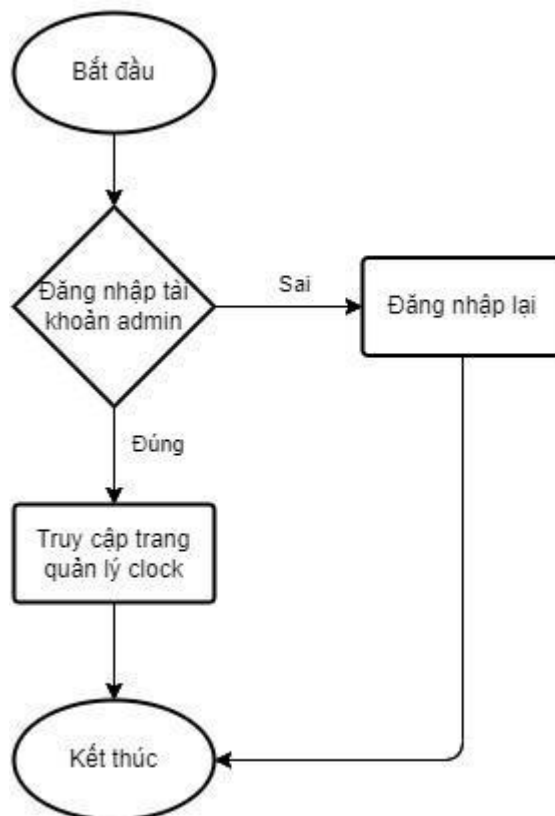 Bắt đầu
Đăng nhập tài
khoản admin
Sai
Đăng nhập lại
Đúng
Truy cập trang
quản lý clock
Kết thúc